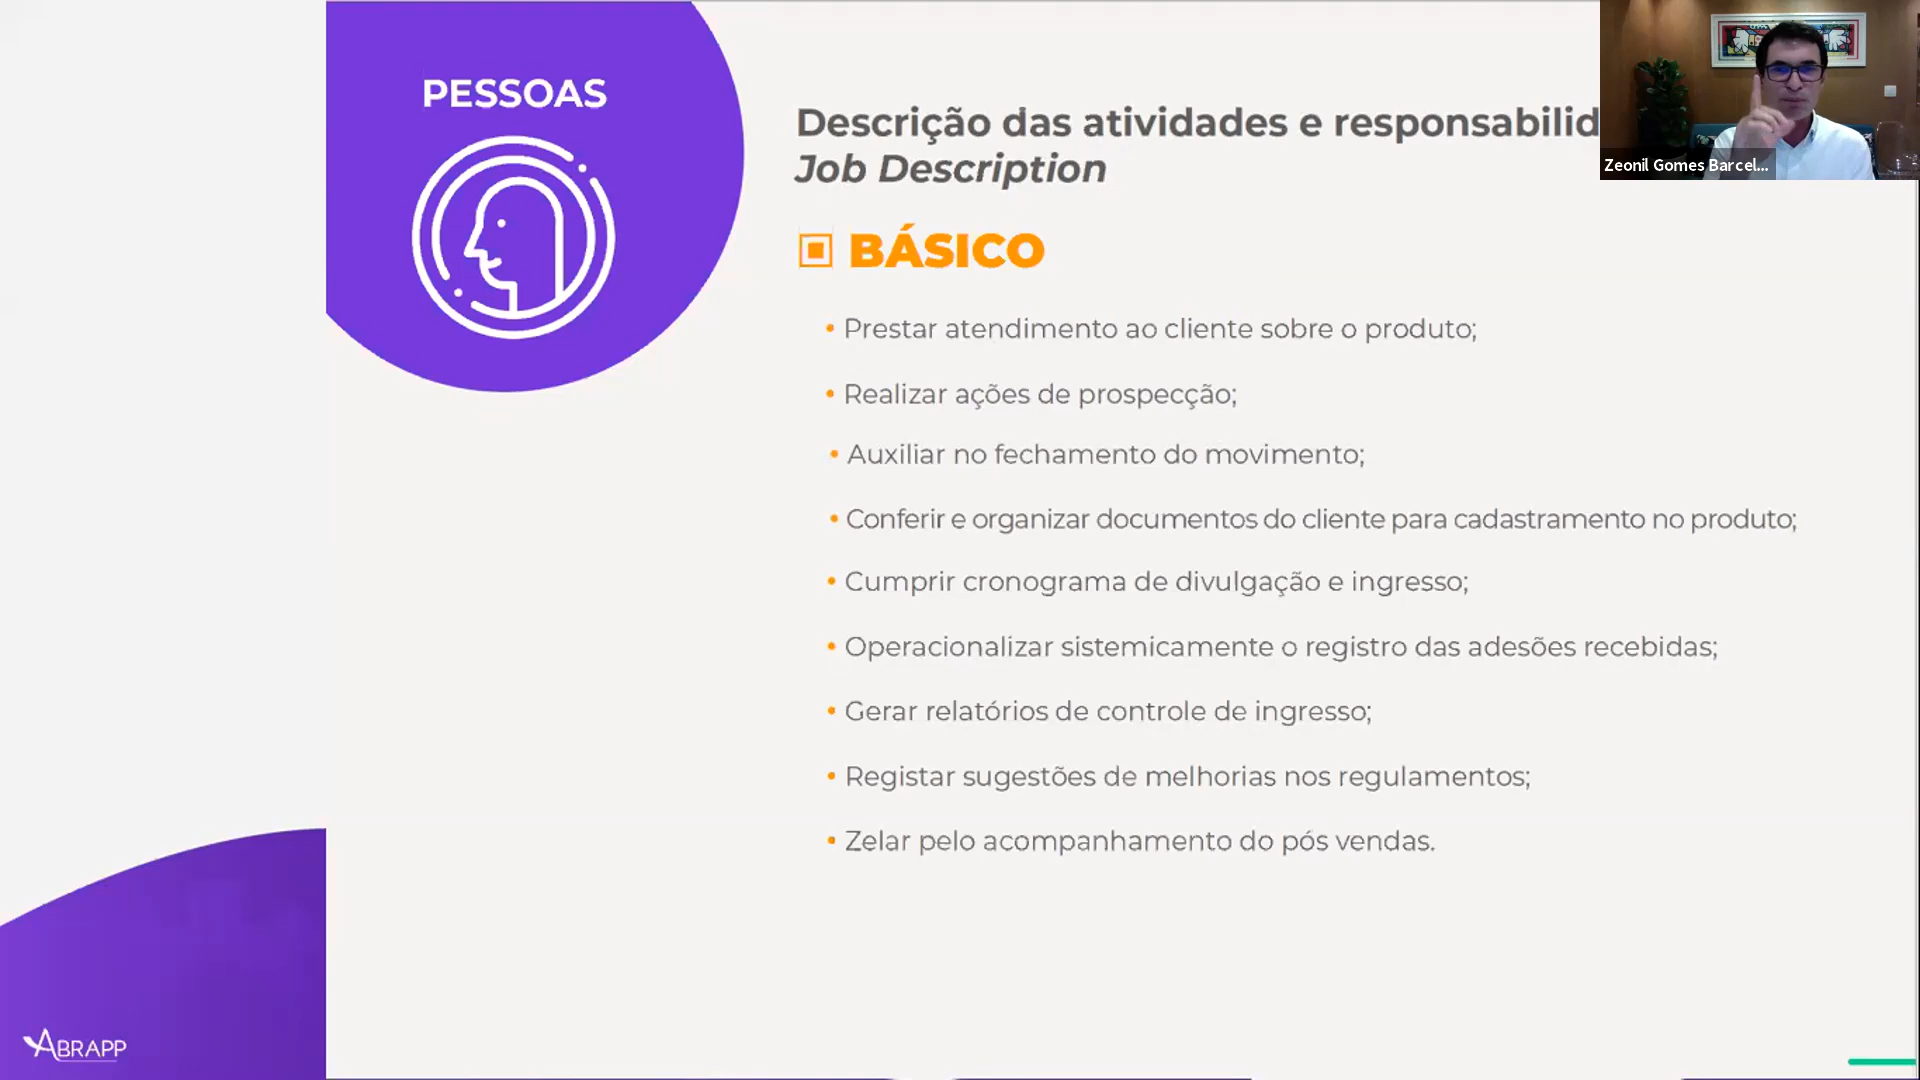 PESSOAS
Descrição das atividades e responsabilid
Job Description
BÁSICO
• Prestar atendimento ao cliente sobre o produto;
• Realizar ações de prospecção;
• Auxiliar no fechamento do movimento;
• Conferir e organizar documentos do cliente para cadastramento no produto;
• Cumprir cronograma de divulgação e ingresso;
• Operacionalizar sistemicamente o registro das adesões recebidas;
• Gerar relatórios de controle de ingresso;
• Registar sugestões de melhorias nos regulamentos;
• Zelar pelo acompanhamento do pós vendas.
Zeonil Gomes Barcel...
ABRAPP